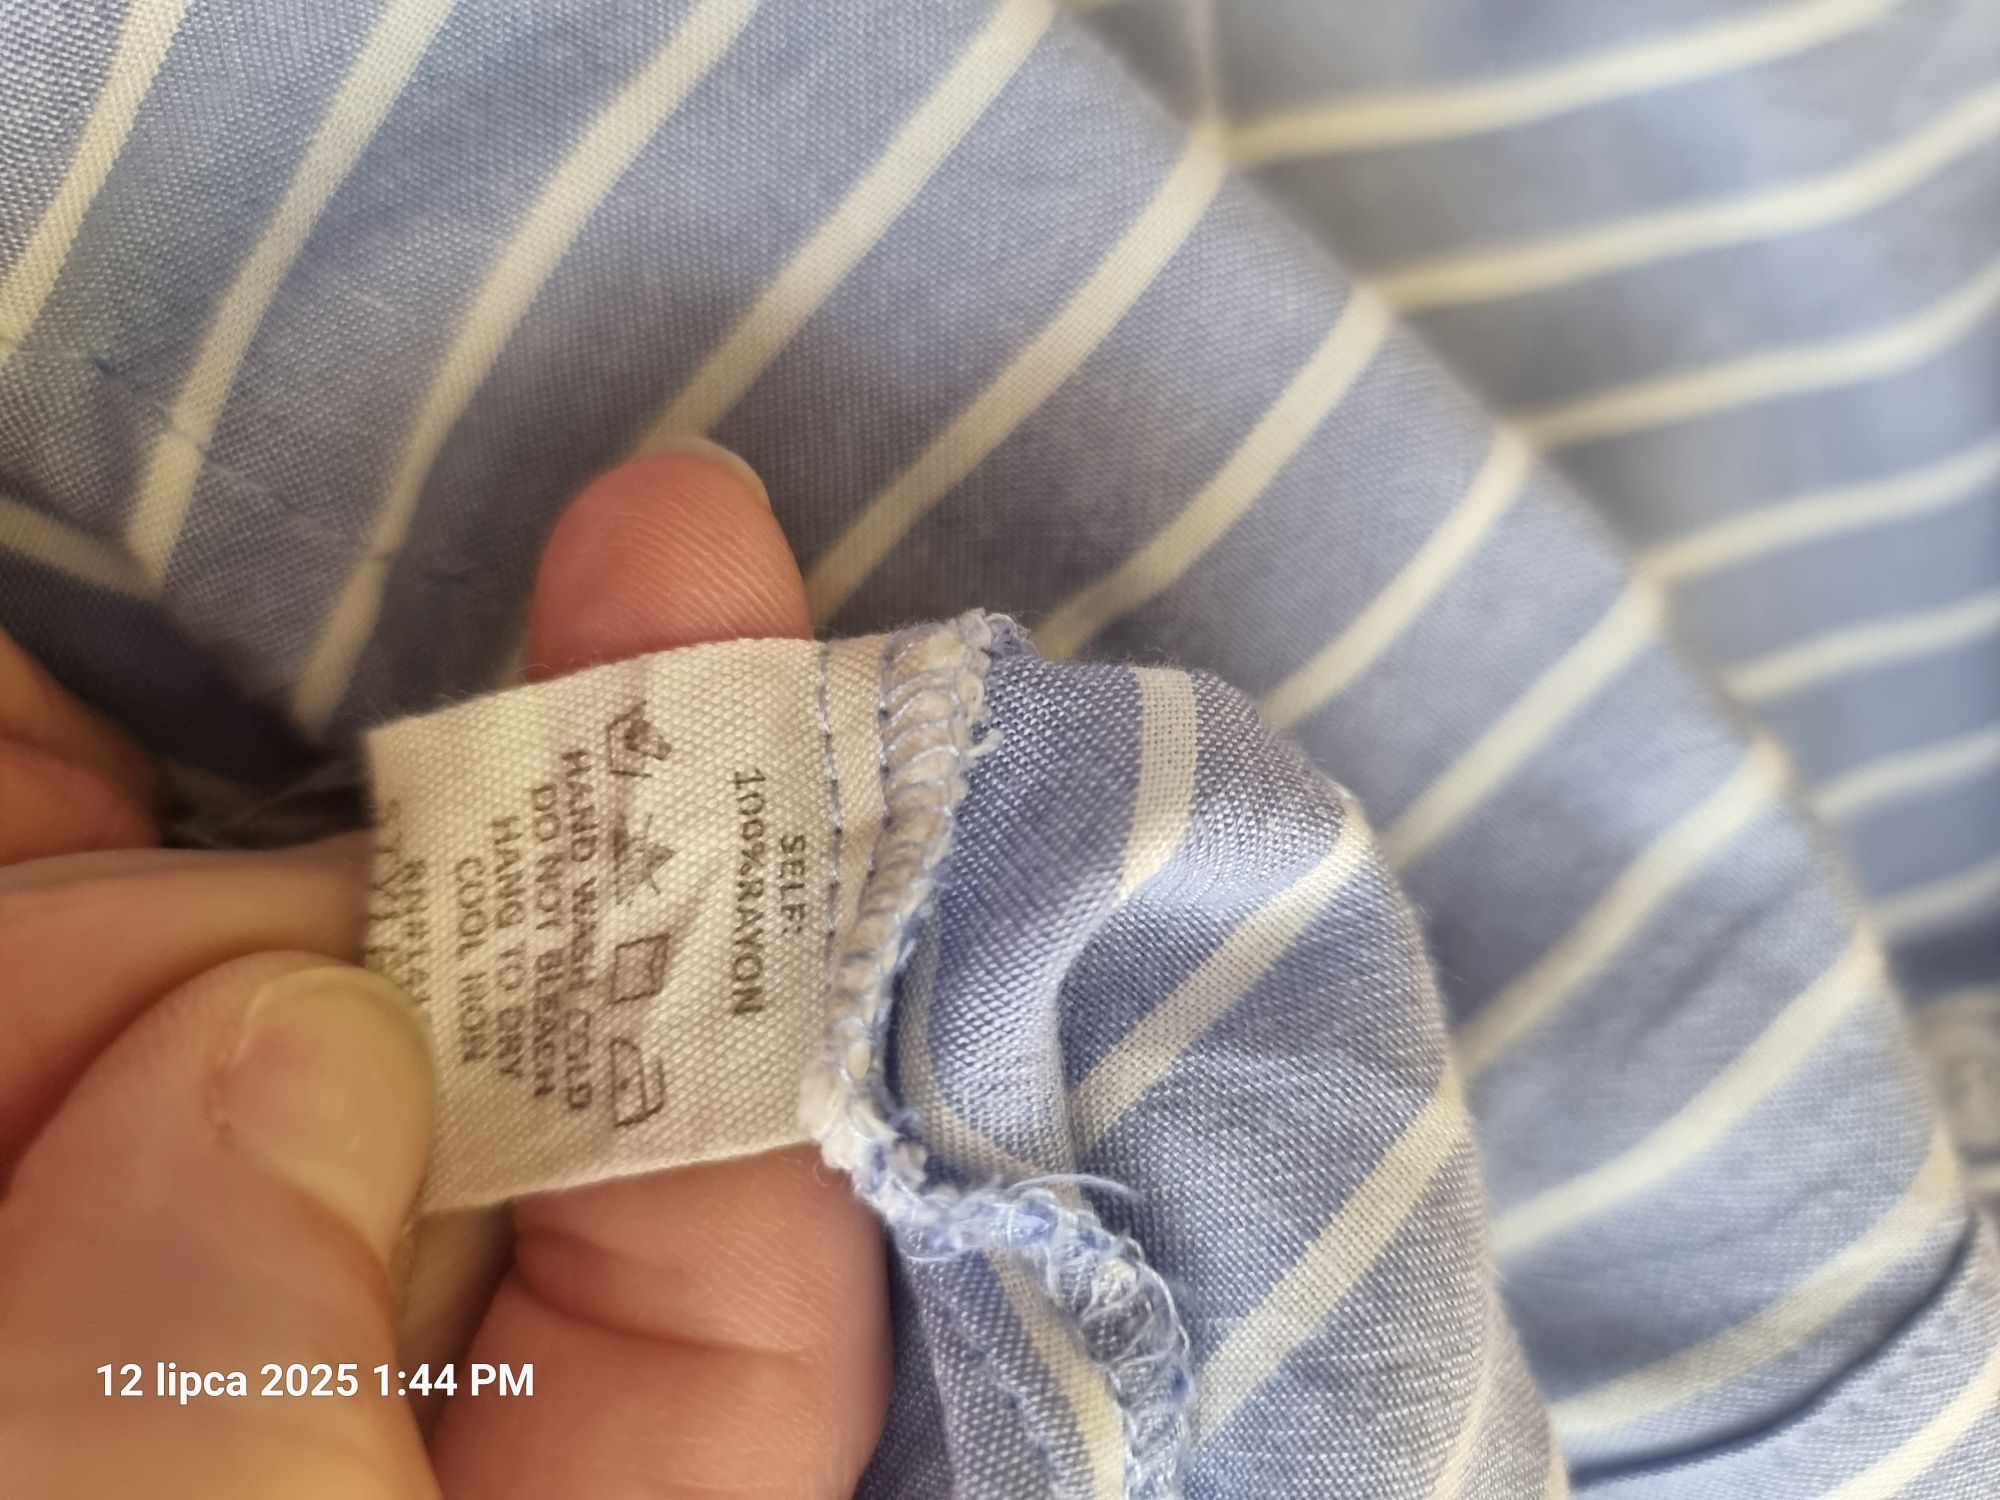 SELF:
100%RAYON
HAND WASH COLD
DO NOT BLEACH
HANG TO DRY
COOL IRON
12 lipca 2025 1:44 PM